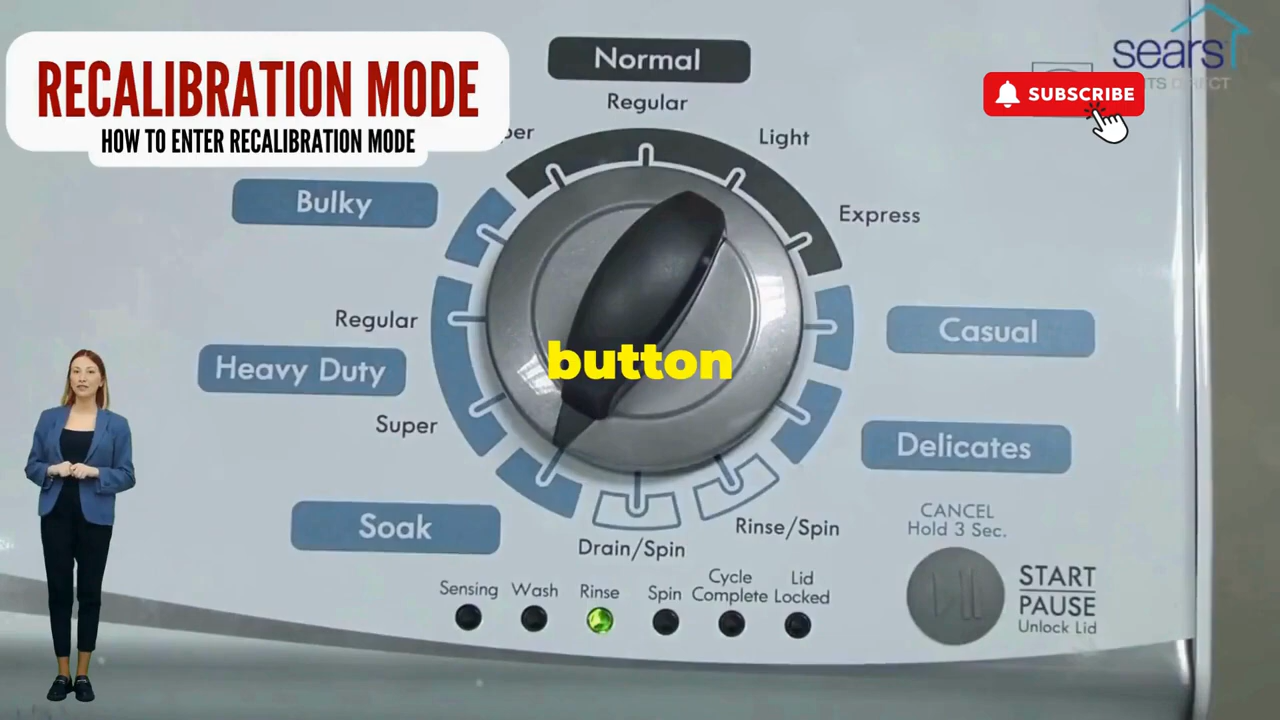 RECALIBRATION MODE
HOW TO ENTER RECALIBRATION MODE
sears
SUBSCRIBE
Normal
Regular
Light
Express
Bulky
Regular
Heavy Duty
Super
Soak
button
Casual
Delicates
Rinse/Spin
Drain/Spin
CANCEL
Hold 3 Sec.
START
PAUSE
Unlock Lid
Sensing
Wash
Rinse
Spin
Cycle
Complete
Lid
Locked